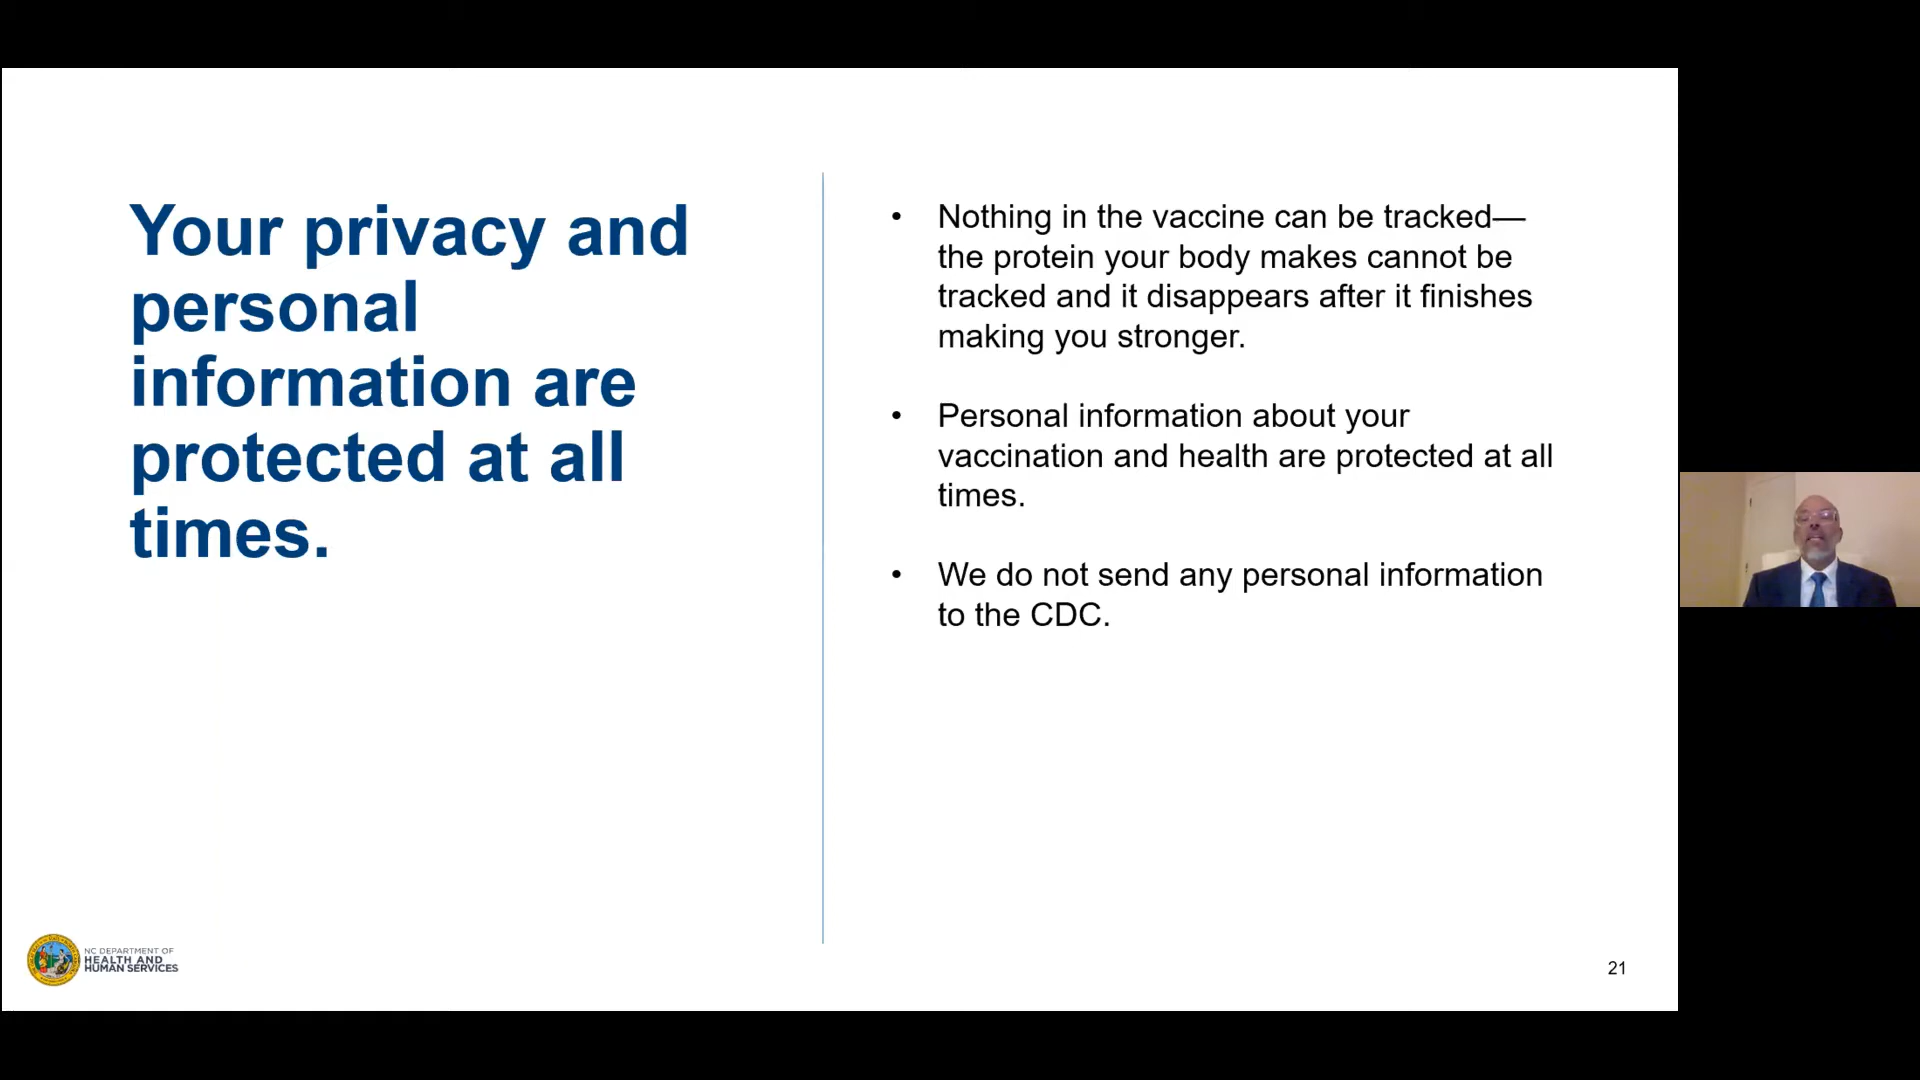 Your privacy and
personal
information are
protected at all
times.
• Nothing in the vaccine can be tracked—
the protein your body makes cannot be
tracked and it disappears after it finishes
making you stronger.
• Personal information about your
vaccination and health are protected at all
times.
• We do not send any personal information
to the CDC.
NC DEPARTMENT OF
HEALTH AND
HUMAN SERVICES
21